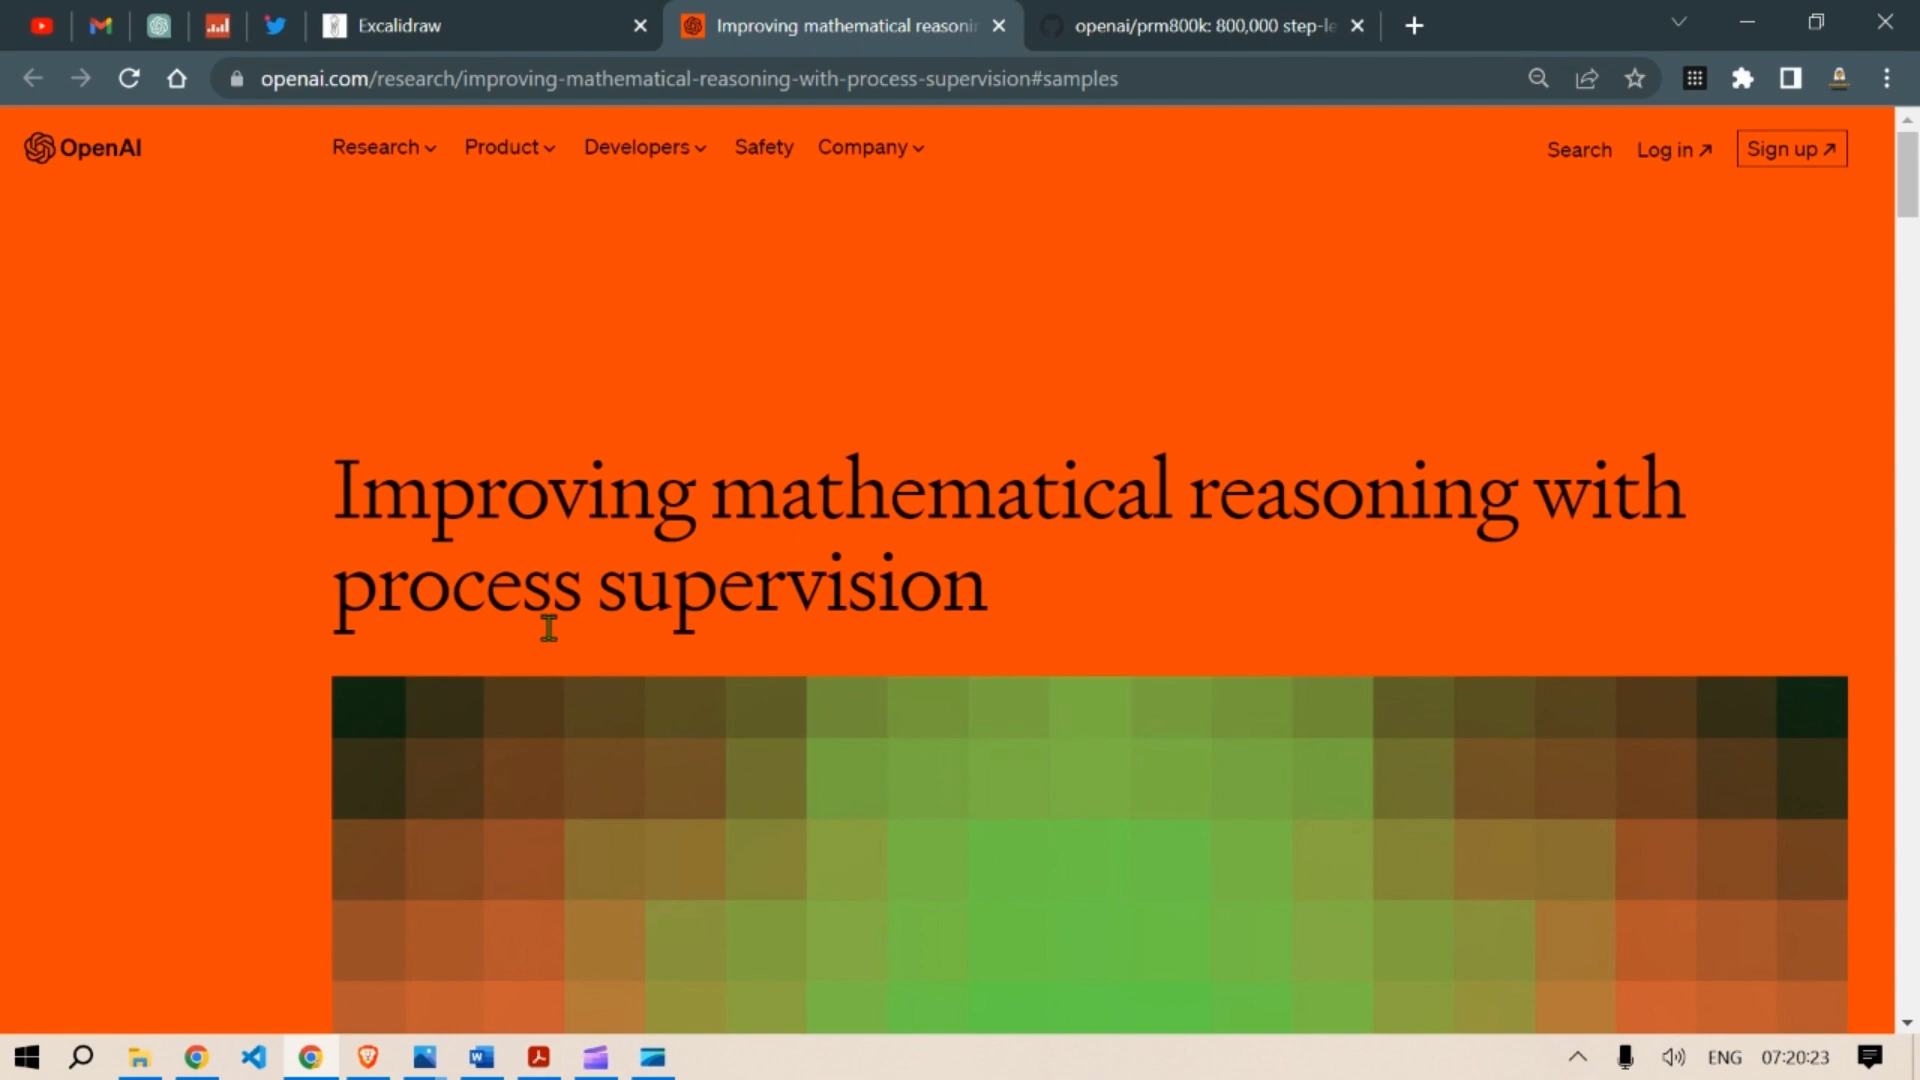 Excalidraw
Improving mathematical reasonin
openai/prm800k: 800,000 step-le
openai.com/research/improving-mathematical-reasoning-with-process-supervision#samples
OpenAI
Research
Product
Developers
Safety
Company
Search
Log in
Sign up
Improving mathematical reasoning with
process supervision
ENG
07:20:23